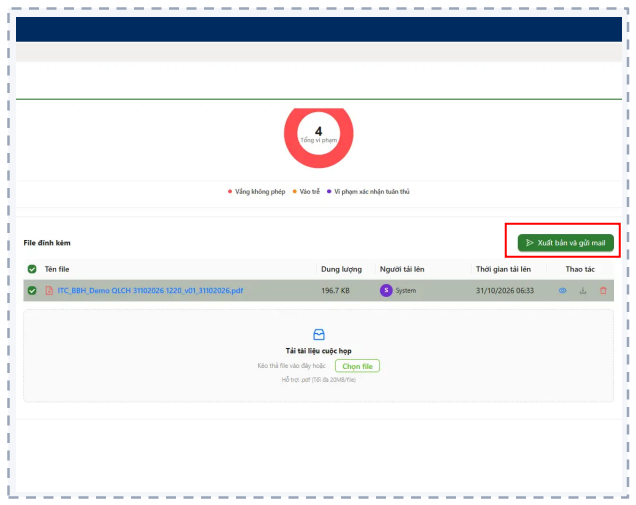 4
Tổng vi phạm
Vắng không phép Vào trễ Vi phạm xác nhận tuân thủ
File đính kèm Xuất bản và gửi mail
Tên file Dung lượng Người tải lên Thời gian tải lên Thao tác
ITC_BBH_Demo QLCH 31102026 1220_v01_31102026.pdf 196.7 KB S System 31/10/2026 06:33
Tải tài liệu cuộc họp
Kéo thả file vào đây hoặc Chọn file
Hỗ trợ .pdf (Tối đa 20MB/file)